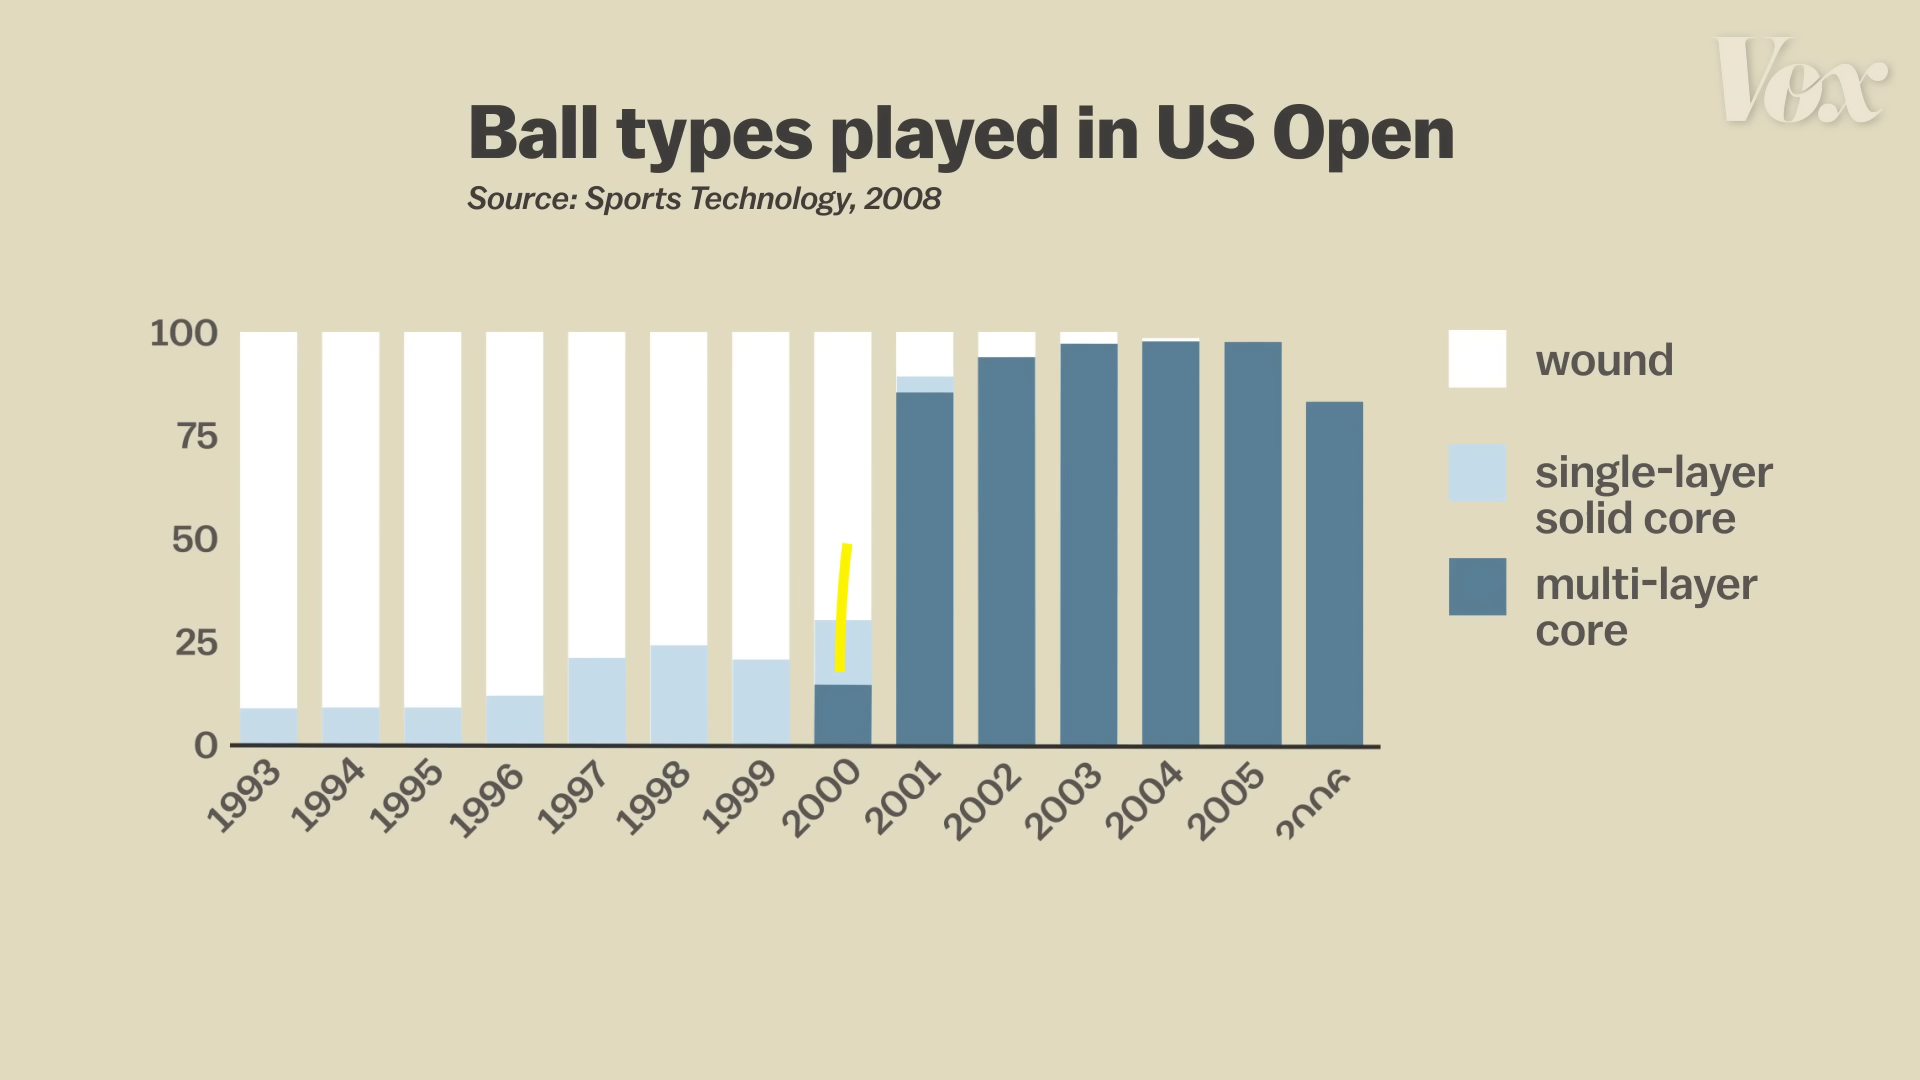 Vox
Ball types played in US Open
Source: Sports Technology, 2008
100
75
50
25
0
1993
1994
1995
1996
1997
1998
1999
2000
2001
2002
2003
2004
2005
2006
wound
single-layer
solid core
multi-layer
core